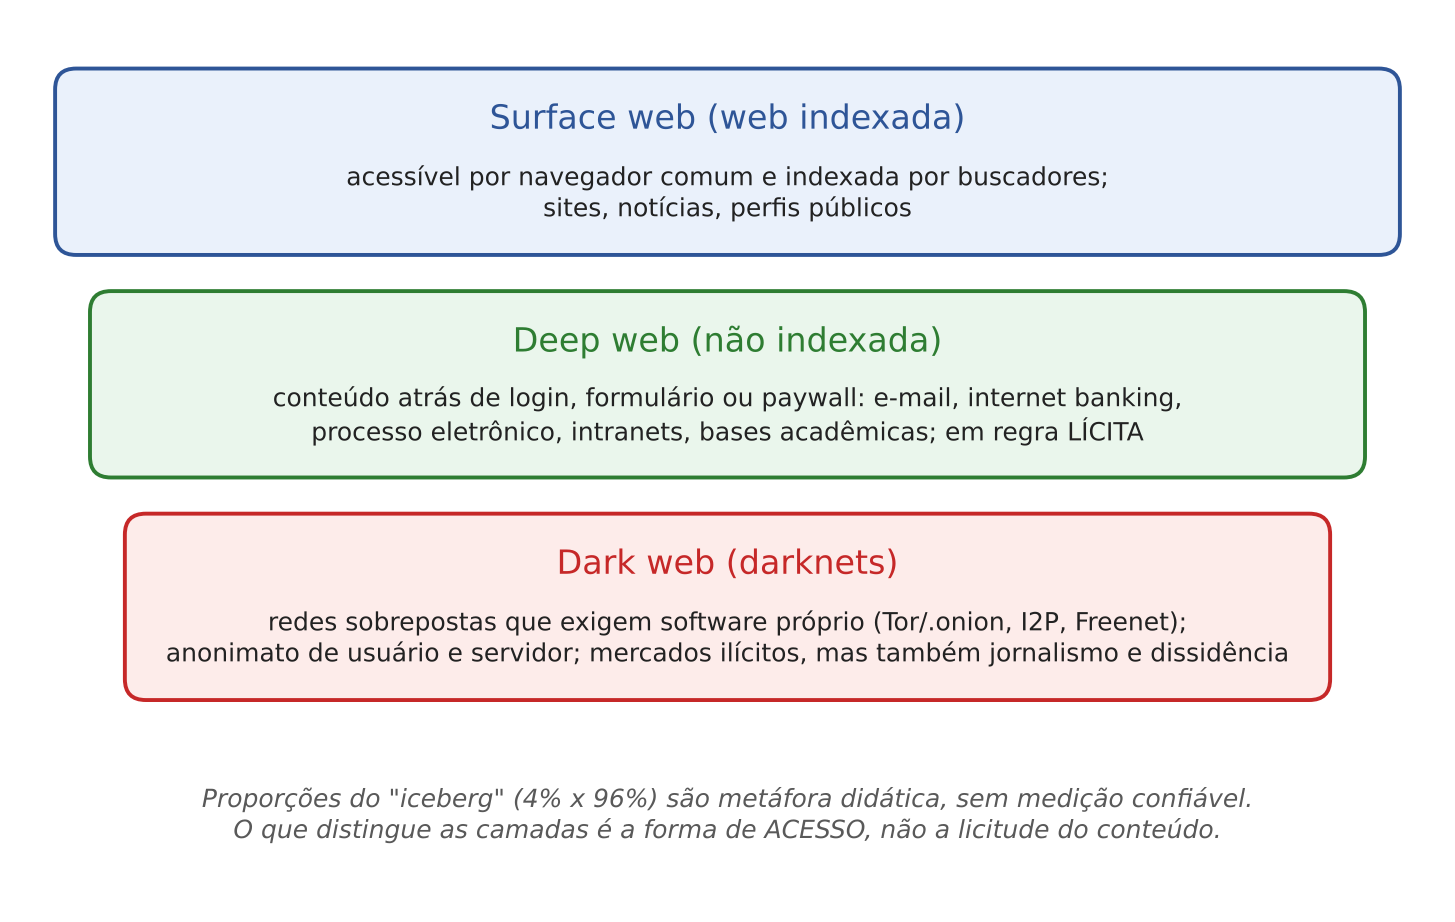 Surface web (web indexada)
acessível por navegador comum e indexada por buscadores;
sites, notícias, perfis públicos
Deep web (não indexada)
conteúdo atrás de login, formulário ou paywall: e-mail, internet banking,
processo eletrônico, intranets, bases acadêmicas; em regra LÍCITA
Dark web (darknets)
redes sobrepostas que exigem software próprio (Tor/.onion, I2P, Freenet);
anonimato de usuário e servidor; mercados ilícitos, mas também jornalismo e dissidência
Proporções do "iceberg" (4% x 96%) são metáfora didática, sem medição confiável.
O que distingue as camadas é a forma de ACESSO, não a licitude do conteúdo.